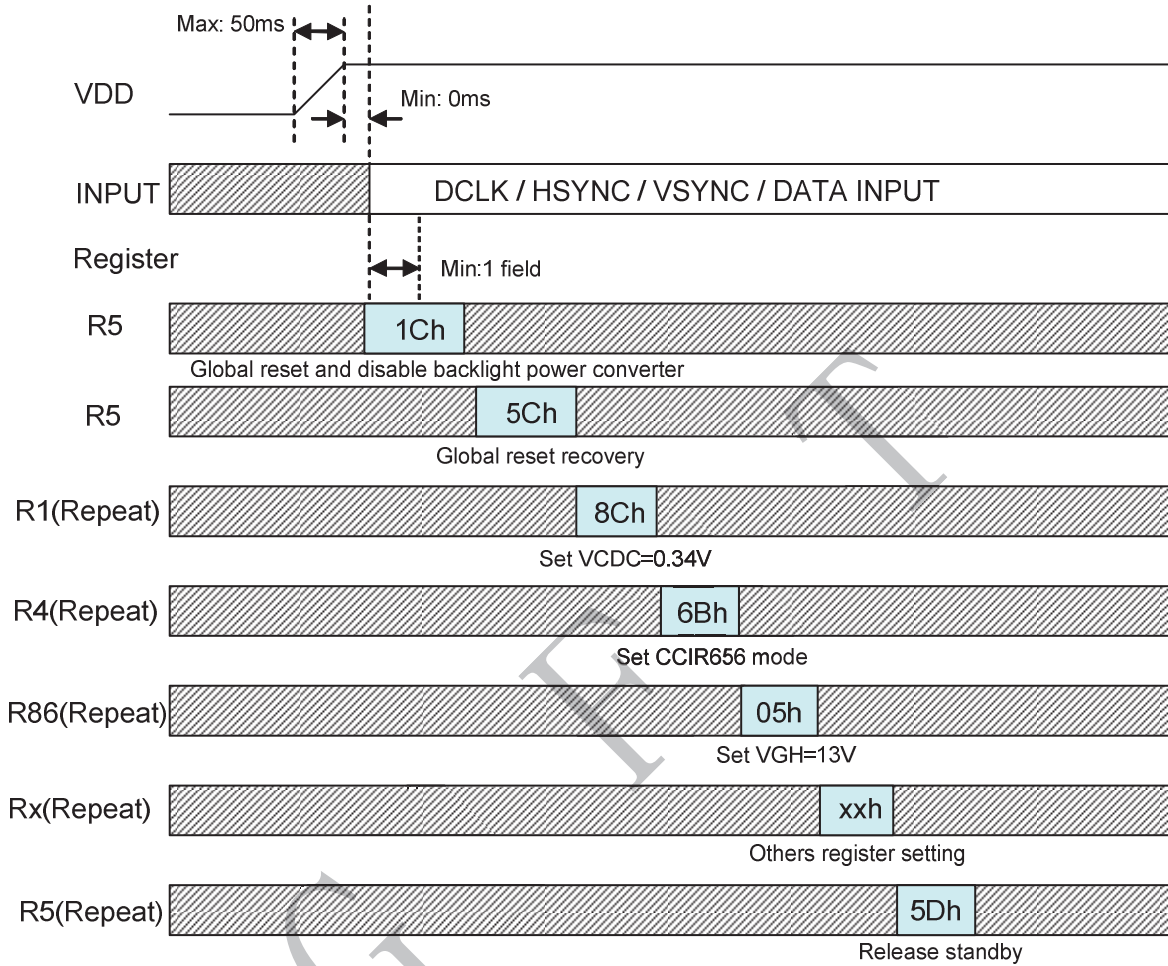 Max: 50ms
VDD
Min: 0ms
INPUT
DCLK / HSYNC / VSYNC / DATA INPUT
Register
Min:1 field
R5
1Ch
Global reset and disable backlight power converter
R5
5Ch
Global reset recovery
R1(Repeat)
8Ch
Set VCDC=0.34V
R4(Repeat)
6Bh
Set CCIR656 mode
R86(Repeat)
05h
Set VGH=13V
Rx(Repeat)
xxh
Others register setting
R5(Repeat)
5Dh
Release standby
G F T